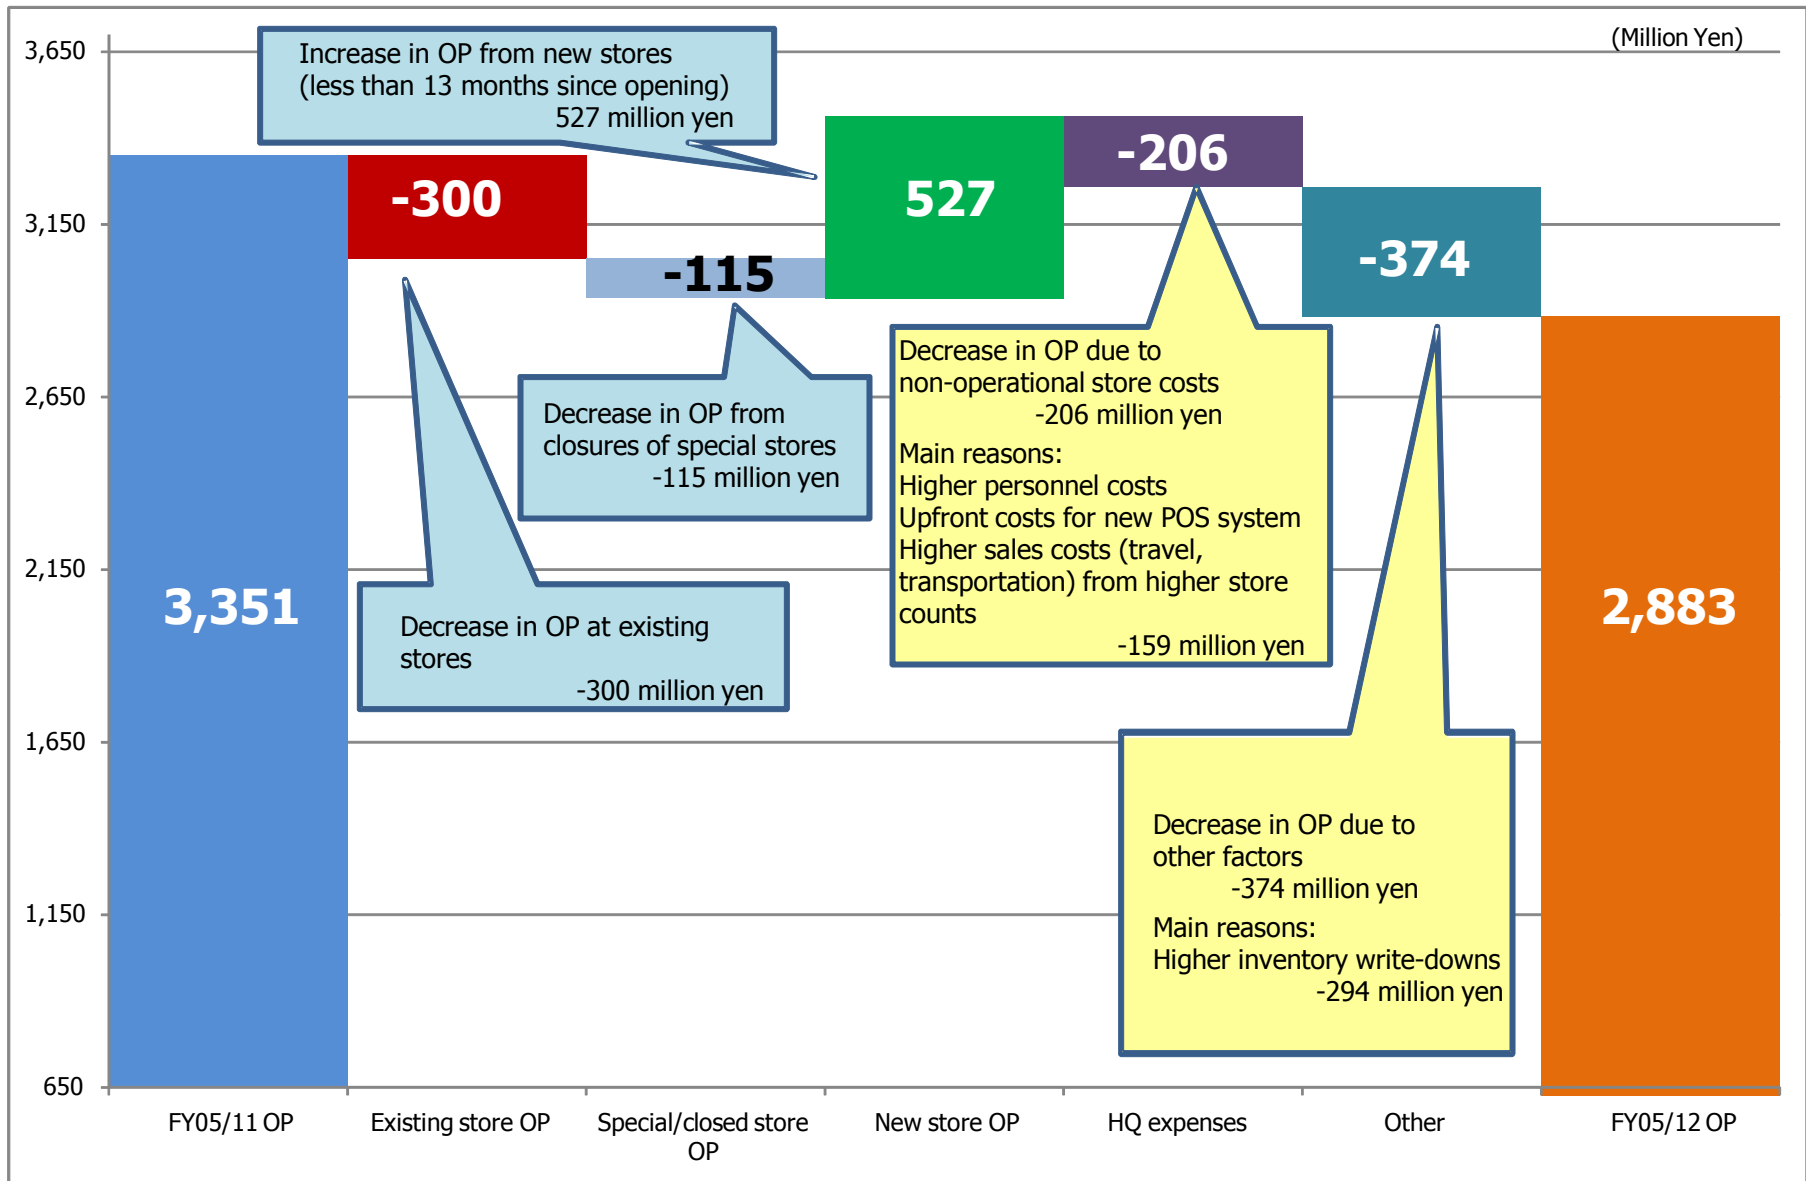 (Million Yen)
3,650
3,150
2,650
2,150
1,650
1,150
650
Increase in OP from new stores
(less than 13 months since opening)
527 million yen
3,351
-300
-115
527
-206
-374
2,883
Decrease in OP at existing
stores
-300 million yen
Decrease in OP from
closures of special stores
-115 million yen
Decrease in OP due to
non-operational store costs
-206 million yen
Main reasons:
Higher personnel costs
Upfront costs for new POS system
Higher sales costs (travel,
transportation) from higher store
counts
-159 million yen
Decrease in OP due to
other factors
-374 million yen
Main reasons:
Higher inventory write-downs
-294 million yen
FY05/11 OP
Existing store OP
Special/closed store
OP
New store OP
HQ expenses
Other
FY05/12 OP